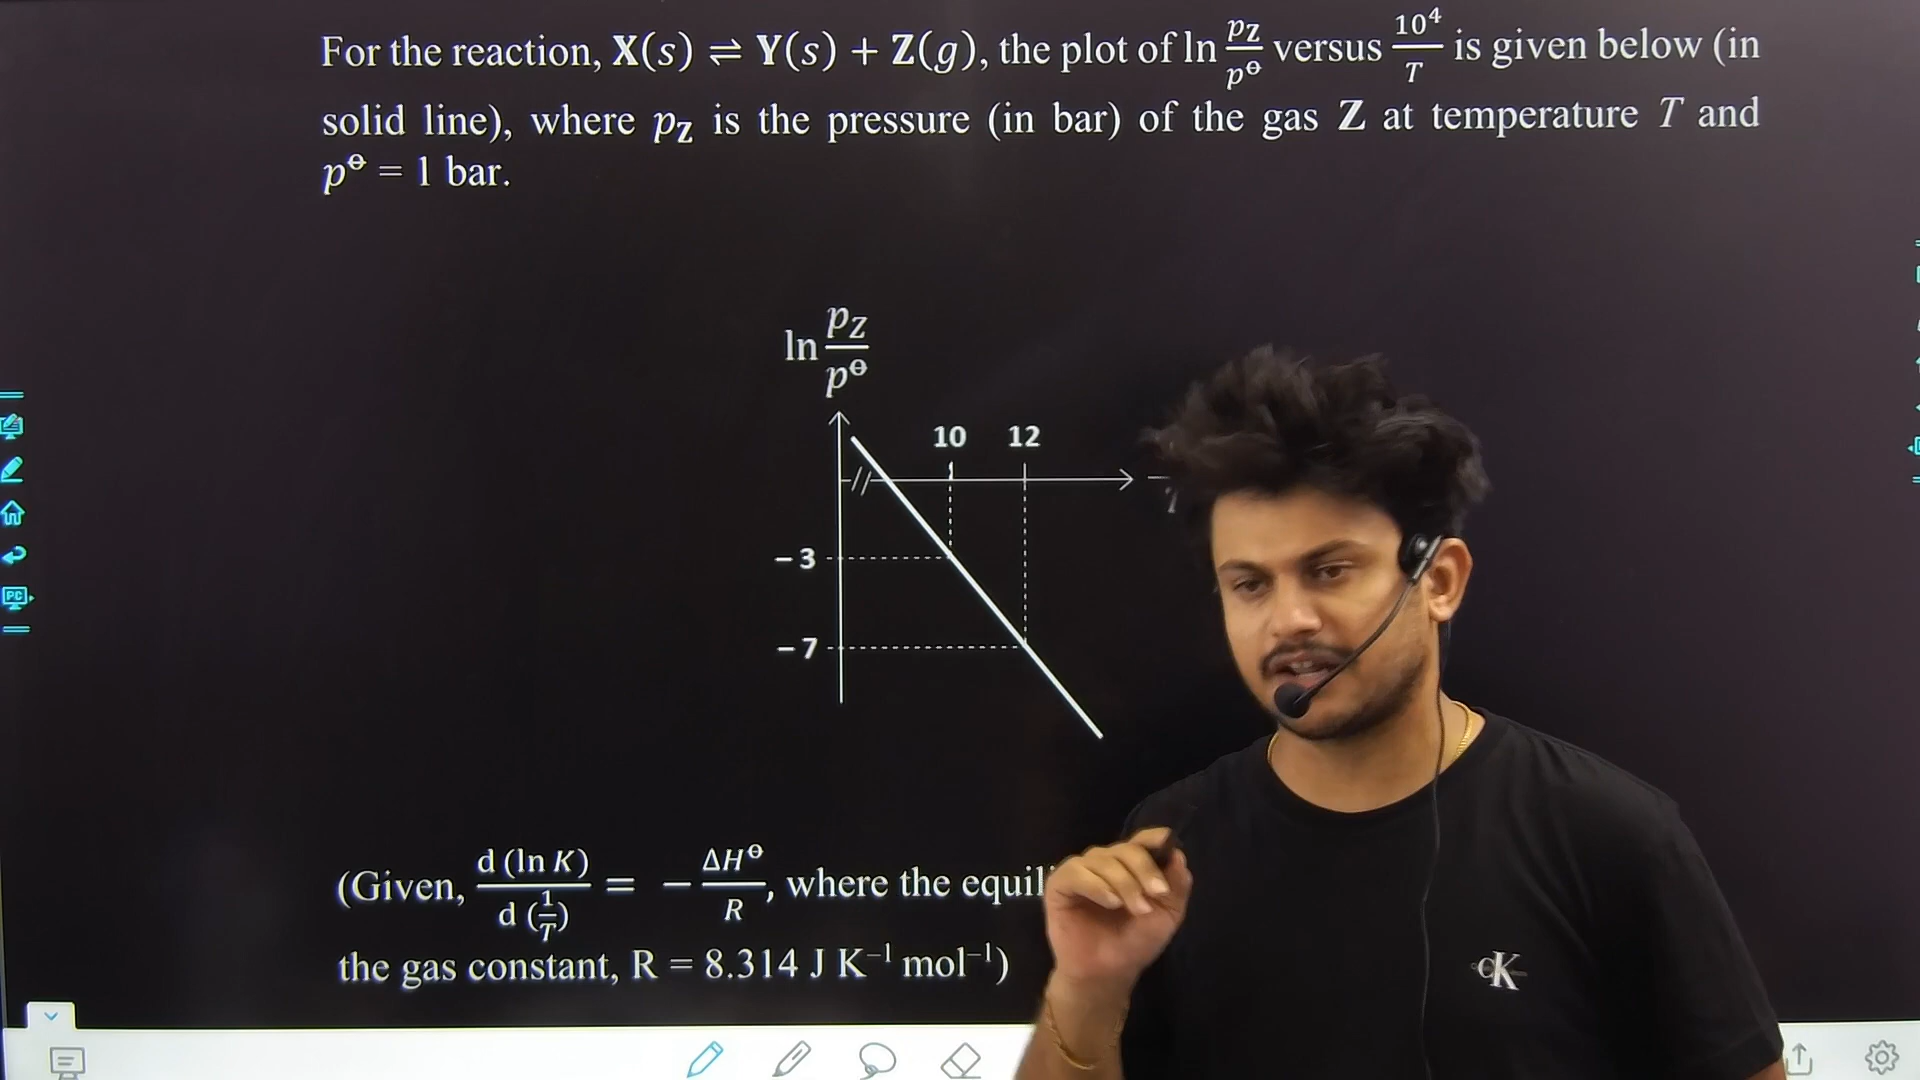 For the reaction, X(s) ⇌ Y(s) + Z(g), the plot of ln pZ/p⊖ versus 10⁴/T is given below (in
solid line), where pZ is the pressure (in bar) of the gas Z at temperature T and
p⊖ = 1 bar.
ln pZ/p⊖
10 12
−3
−7
(Given, d (ln K)/d (1/T) = − ΔH⊖/R, where the
the gas constant, R = 8.314 J K⁻¹ mol⁻¹)
PC
cK